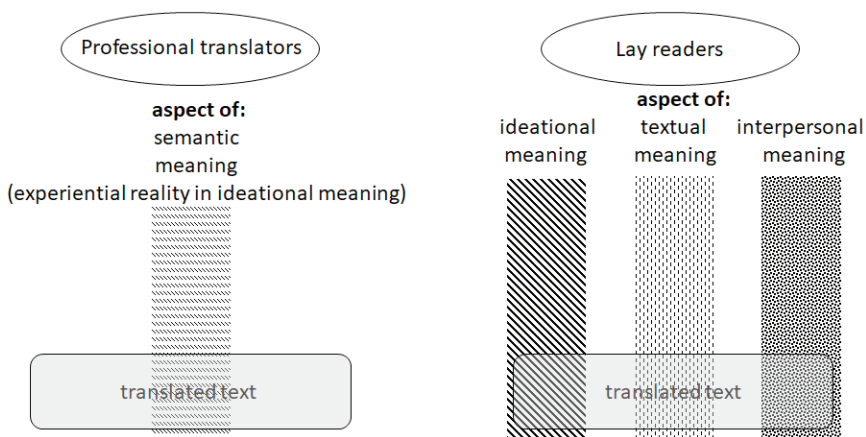 Professional translators
aspect of:
semantic
meaning
(experiential reality in ideational meaning)
translated text
Lay readers
aspect of:
ideational
meaning
textual
meaning
interpersonal
meaning
translated text